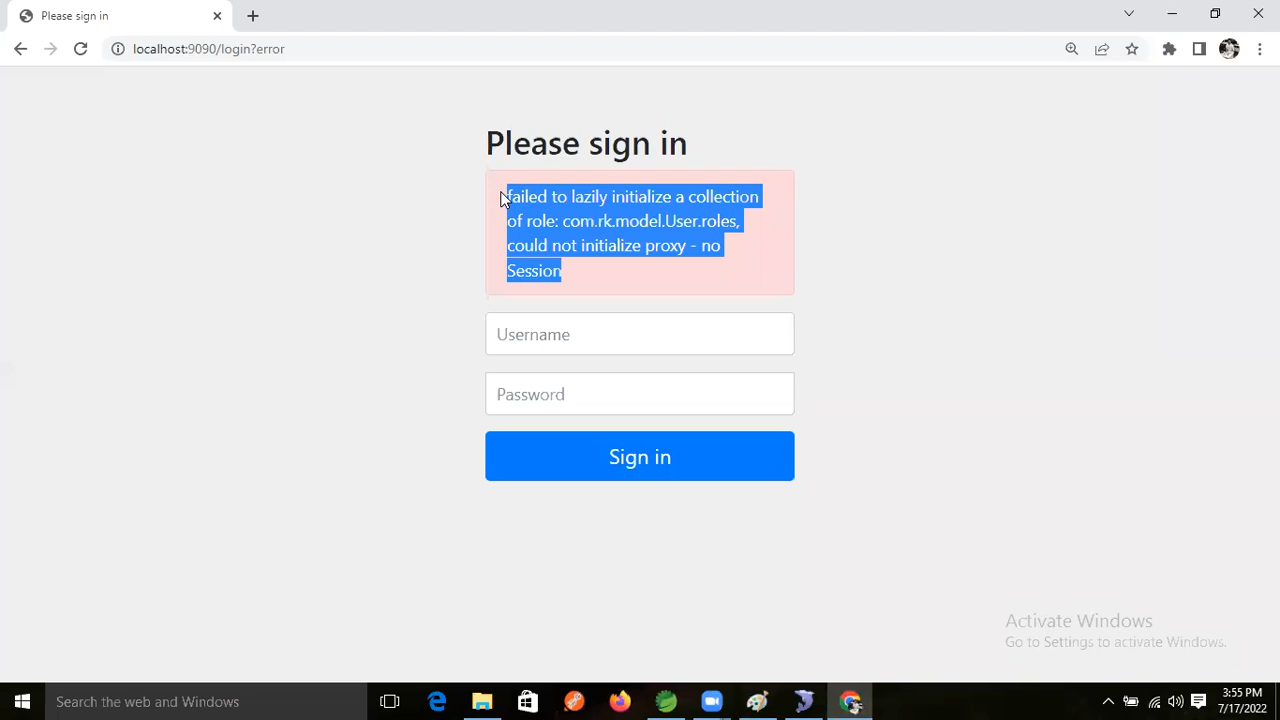 Please sign in
localhost:9090/login?error
Please sign in
failed to lazily initialize a collection
of role: com.rk.model.User.roles,
could not initialize proxy - no
Session
Username
Password
Sign in
Activate Windows
Go to Settings to activate Windows.
Search the web and Windows
3:55 PM
7/17/2022